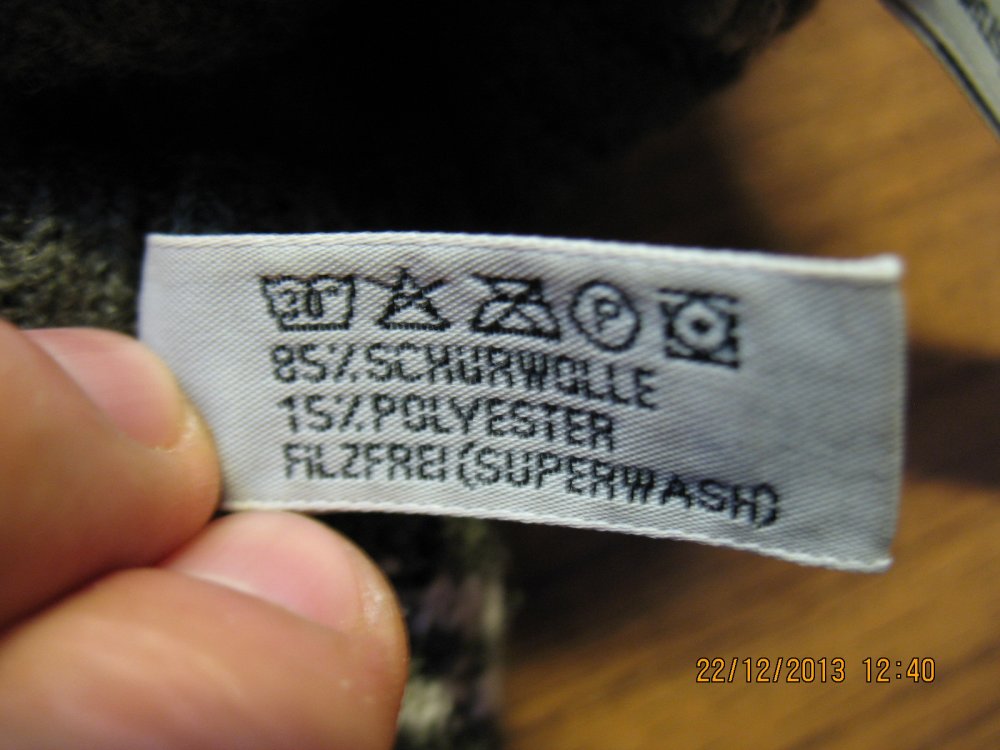 30°
P
85% SCHURWOLLE
15% POLYESTER
FILZFREI (SUPERWASH)
22/12/2013 12:40